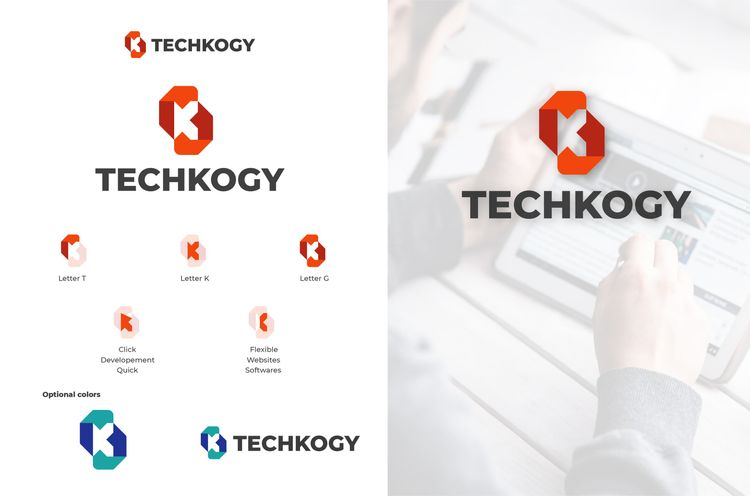 TECHKOGY
TECHKOGY
Letter T
Letter K
Letter G
Click
Developement
Quick
Flexible
Websites
Softwares
Optional colors
TECHKOGY
TECHKOGY